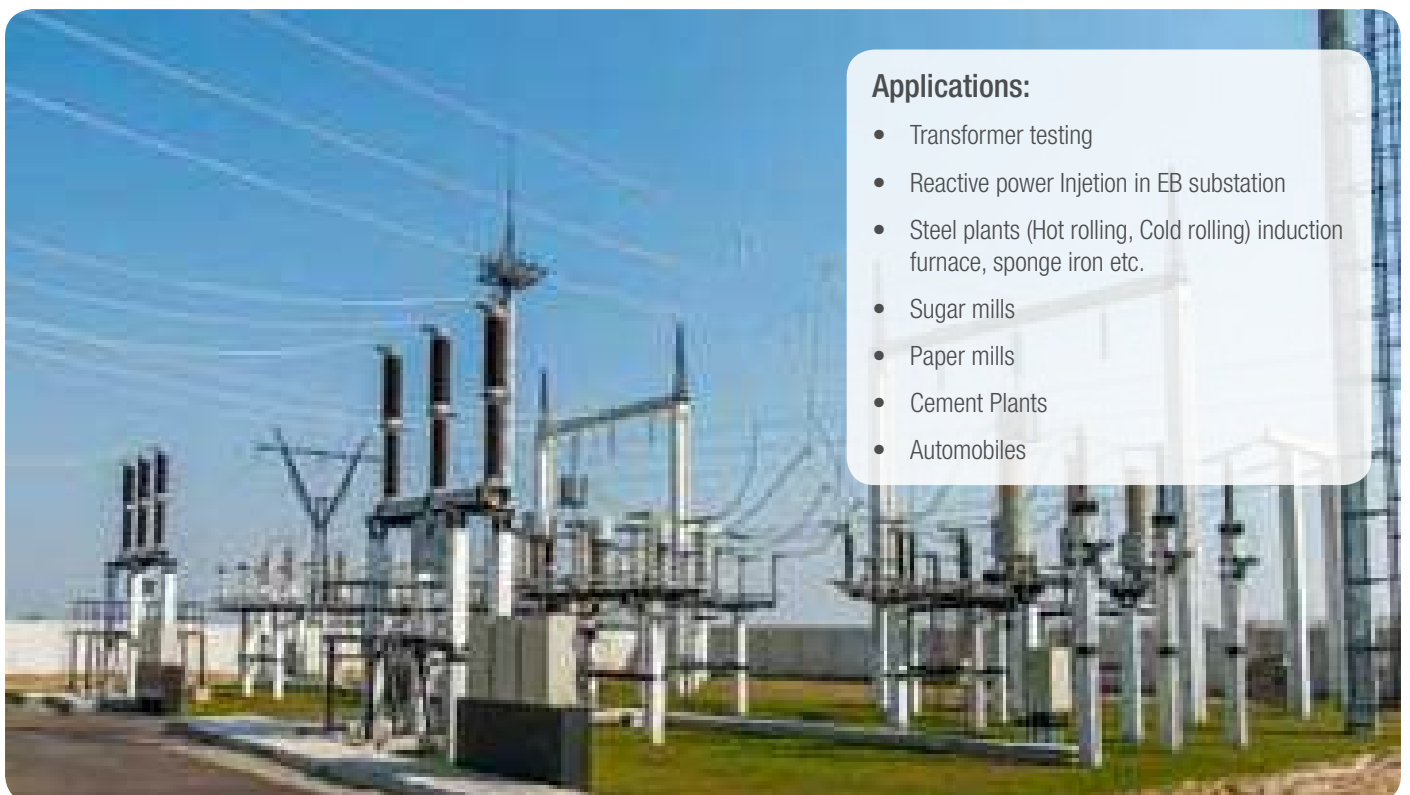 Applications:
• Transformer testing
• Reactive power Injetion in EB substation
• Steel plants (Hot rolling, Cold rolling) induction
furnace, sponge iron etc.
• Sugar mills
• Paper mills
• Cement Plants
• Automobiles